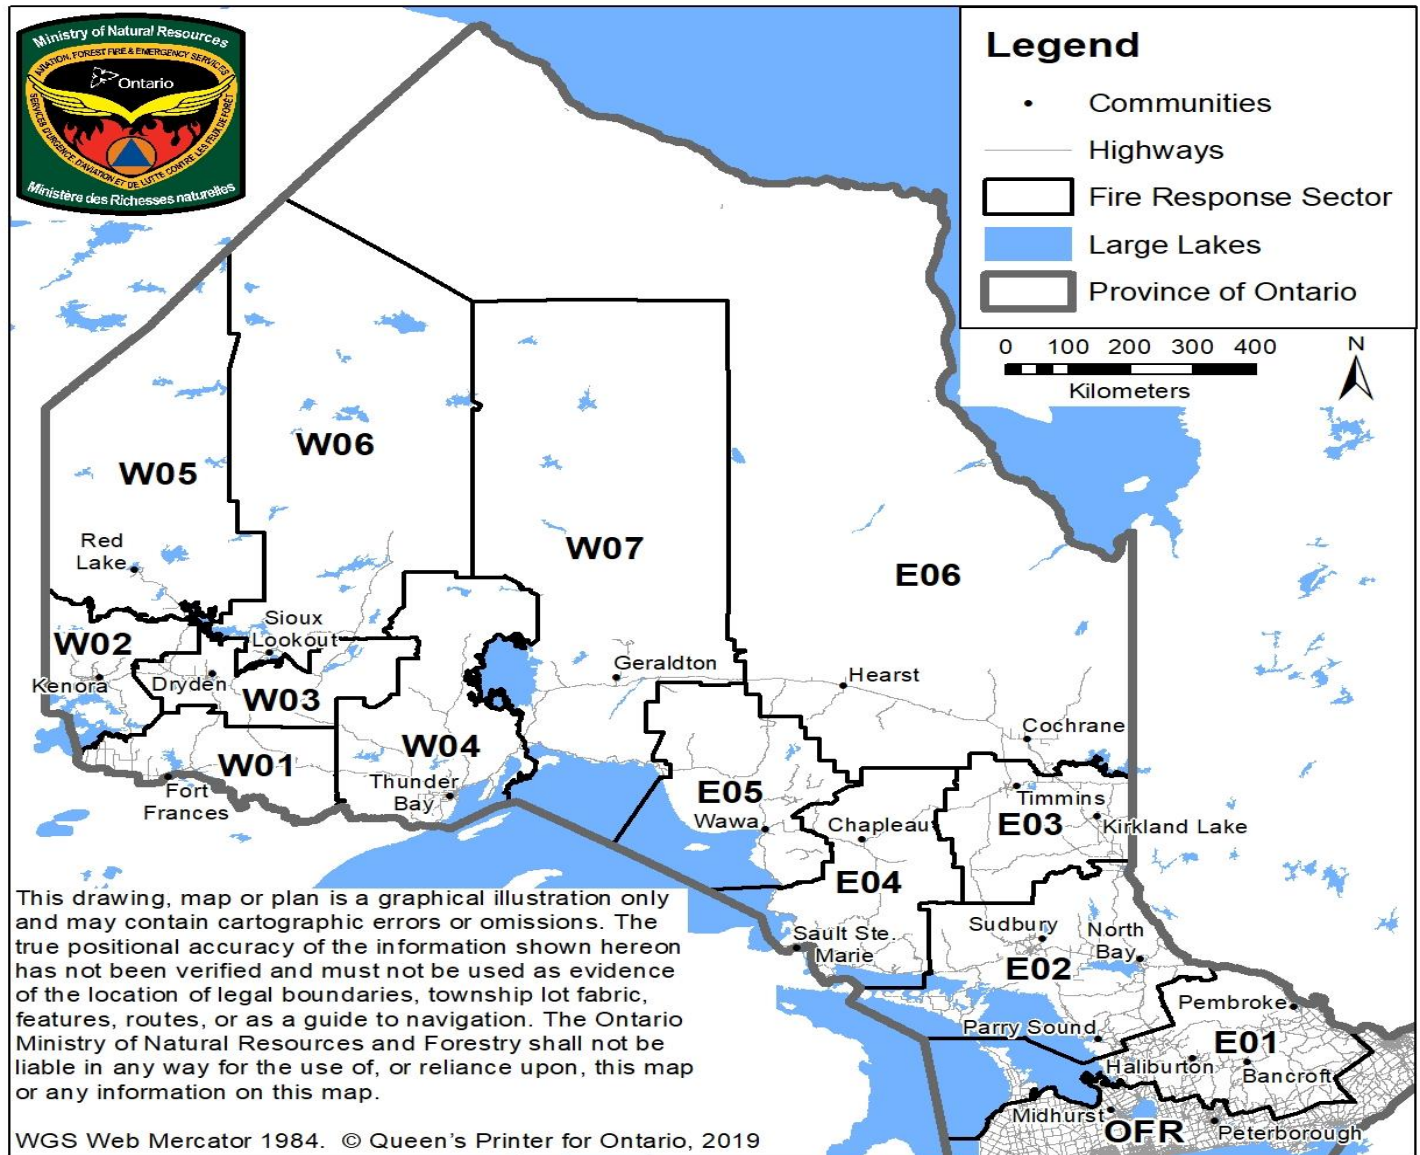 Ministry of Natural Resources
AVIATION, FOREST FIRE & EMERGENCY SERVICES
Ontario
SERVICES D'URGENCE, D'AVIATION ET DE LUTTE CONTRE LES FEUX DE FORÊT
Ministère des Richesses naturelles
Legend
Communities
Highways
Fire Response Sector
Large Lakes
Province of Ontario
0 100 200 300 400
Kilometers
N
W06
W05
W07
Red
Lake
E06
Sioux
Lookout
W02
Geraldton
Hearst
Kenora
Dryden
W03
Cochrane
W04
W01
Thunder
Bay
Fort
Frances
E05
Wawa
Timmins
E03
Chapleau
Kirkland Lake
E04
Sudbury
North
Bay
Sault Ste.
Marie
E02
Pembroke
Parry Sound
E01
Haliburton
Bancroft
Midhurst
OFR
Peterborough
This drawing, map or plan is a graphical illustration only
and may contain cartographic errors or omissions. The
true positional accuracy of the information shown hereon
has not been verified and must not be used as evidence
of the location of legal boundaries, township lot fabric,
features, routes, or as a guide to navigation. The Ontario
Ministry of Natural Resources and Forestry shall not be
liable in any way for the use of, or reliance upon, this map
or any information on this map.
WGS Web Mercator 1984. © Queen's Printer for Ontario, 2019